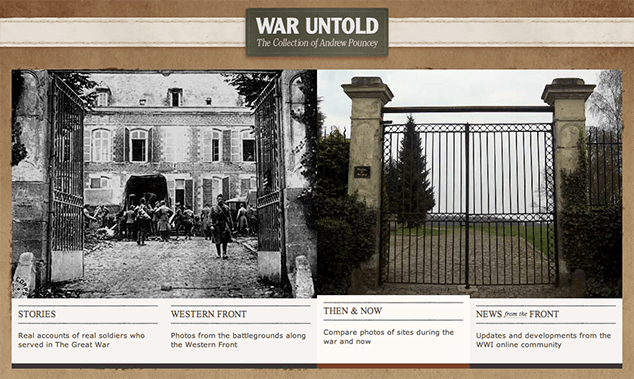 WAR UNTOLD
The Collection of Andrew Pouncey
STORIES
Real accounts of real soldiers who
served in The Great War
WESTERN FRONT
Photos from the battlegrounds along
the Western Front
THEN & NOW
Compare photos of sites during the
war and now
NEWS from the FRONT
Updates and developments from the
WWI online community